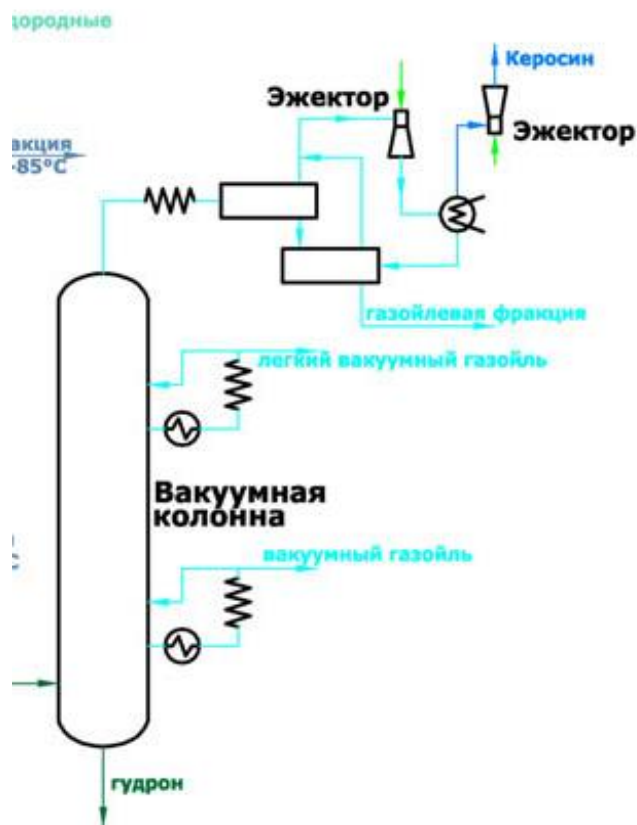 дородные
Керосин
Эжектор
Эжектор
акция
-85°C
газойлевая фракция
легкий вакуумный газойль
Вакуумная
колонна
вакуумный газойль
гудрон